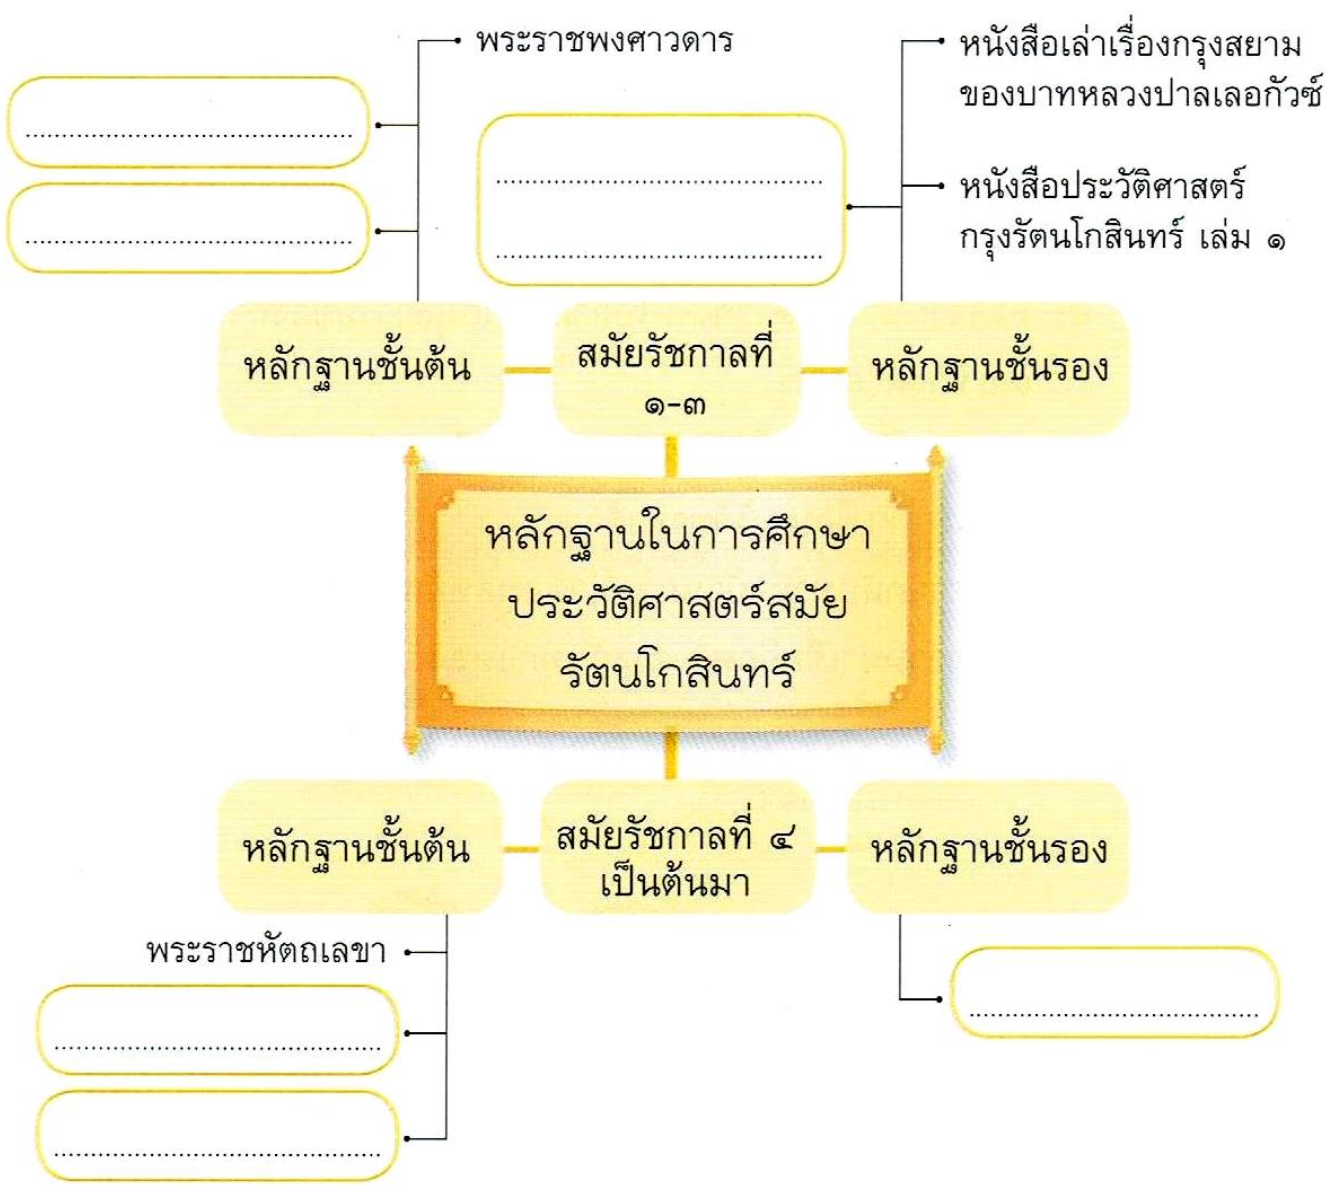 พระราชพงศาวดาร
หนังสือเล่าเรื่องกรุงสยาม
ของบาทหลวงปาลเลอกัวซ์
หนังสือประวัติศาสตร์
กรุงรัตนโกสินทร์ เล่ม ๑
หลักฐานชั้นต้น
สมัยรัชกาลที่
๑-๓
หลักฐานชั้นรอง
หลักฐานในการศึกษา
ประวัติศาสตร์สมัย
รัตนโกสินทร์
หลักฐานชั้นต้น
สมัยรัชกาลที่ ๔
เป็นต้นมา
หลักฐานชั้นรอง
พระราชหัตถเลขา